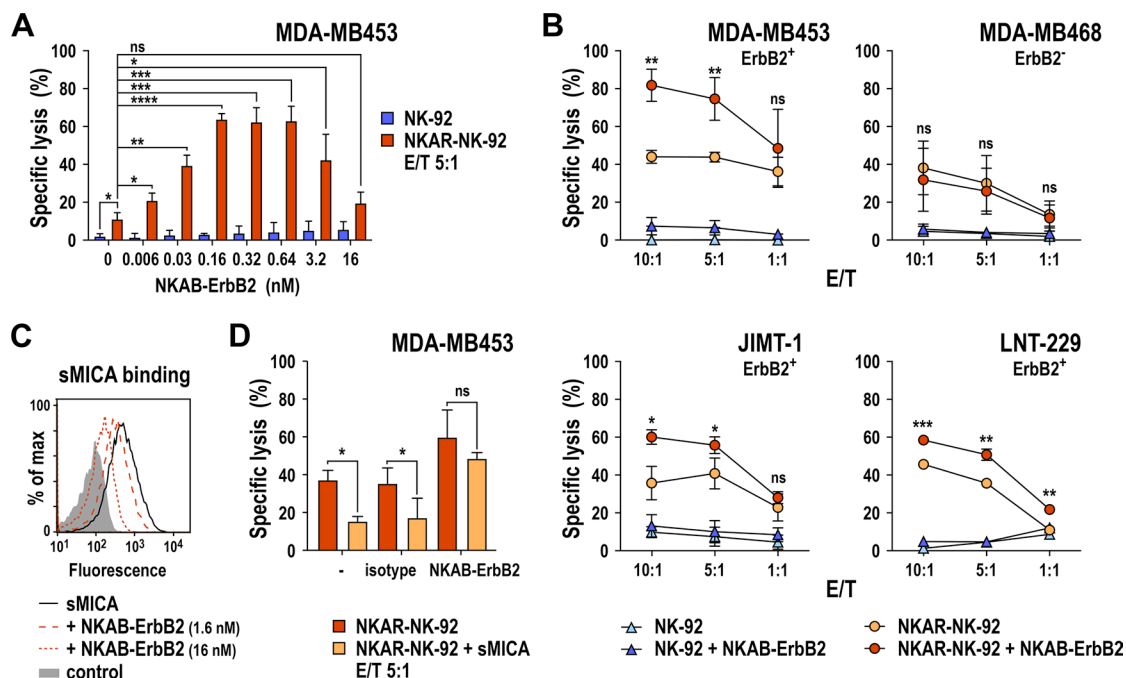 A
MDA-MB453
Specific lysis (%)
100
80
60
40
20
0
ns
*
***
***
****
**
*
*
NK-92
NKAR-NK-92
E/T 5:1
0 0.006 0.03 0.16 0.32 0.64 3.2 16
NKAB-ErbB2 (nM)
B
MDA-MB453
ErbB2+
Specific lysis (%)
100
80
60
40
20
0
** ** ns
10:1 5:1 1:1
MDA-MB468
ErbB2-
100
80
60
40
20
0
ns ns ns
10:1 5:1 1:1
E/T
C
sMICA binding
% of max
100
0
10^1 10^2 10^3 10^4
Fluorescence
sMICA
+ NKAB-ErbB2 (1.6 nM)
+ NKAB-ErbB2 (16 nM)
control
D
MDA-MB453
Specific lysis (%)
100
80
60
40
20
0
* * ns
- isotype NKAB-ErbB2
NKAR-NK-92
NKAR-NK-92 + sMICA
E/T 5:1
JIMT-1
ErbB2+
Specific lysis (%)
100
80
60
40
20
0
* * ns
10:1 5:1 1:1
LNT-229
ErbB2+
100
80
60
40
20
0
*** ** **
10:1 5:1 1:1
E/T
NK-92
NK-92 + NKAB-ErbB2
NKAR-NK-92
NKAR-NK-92 + NKAB-ErbB2